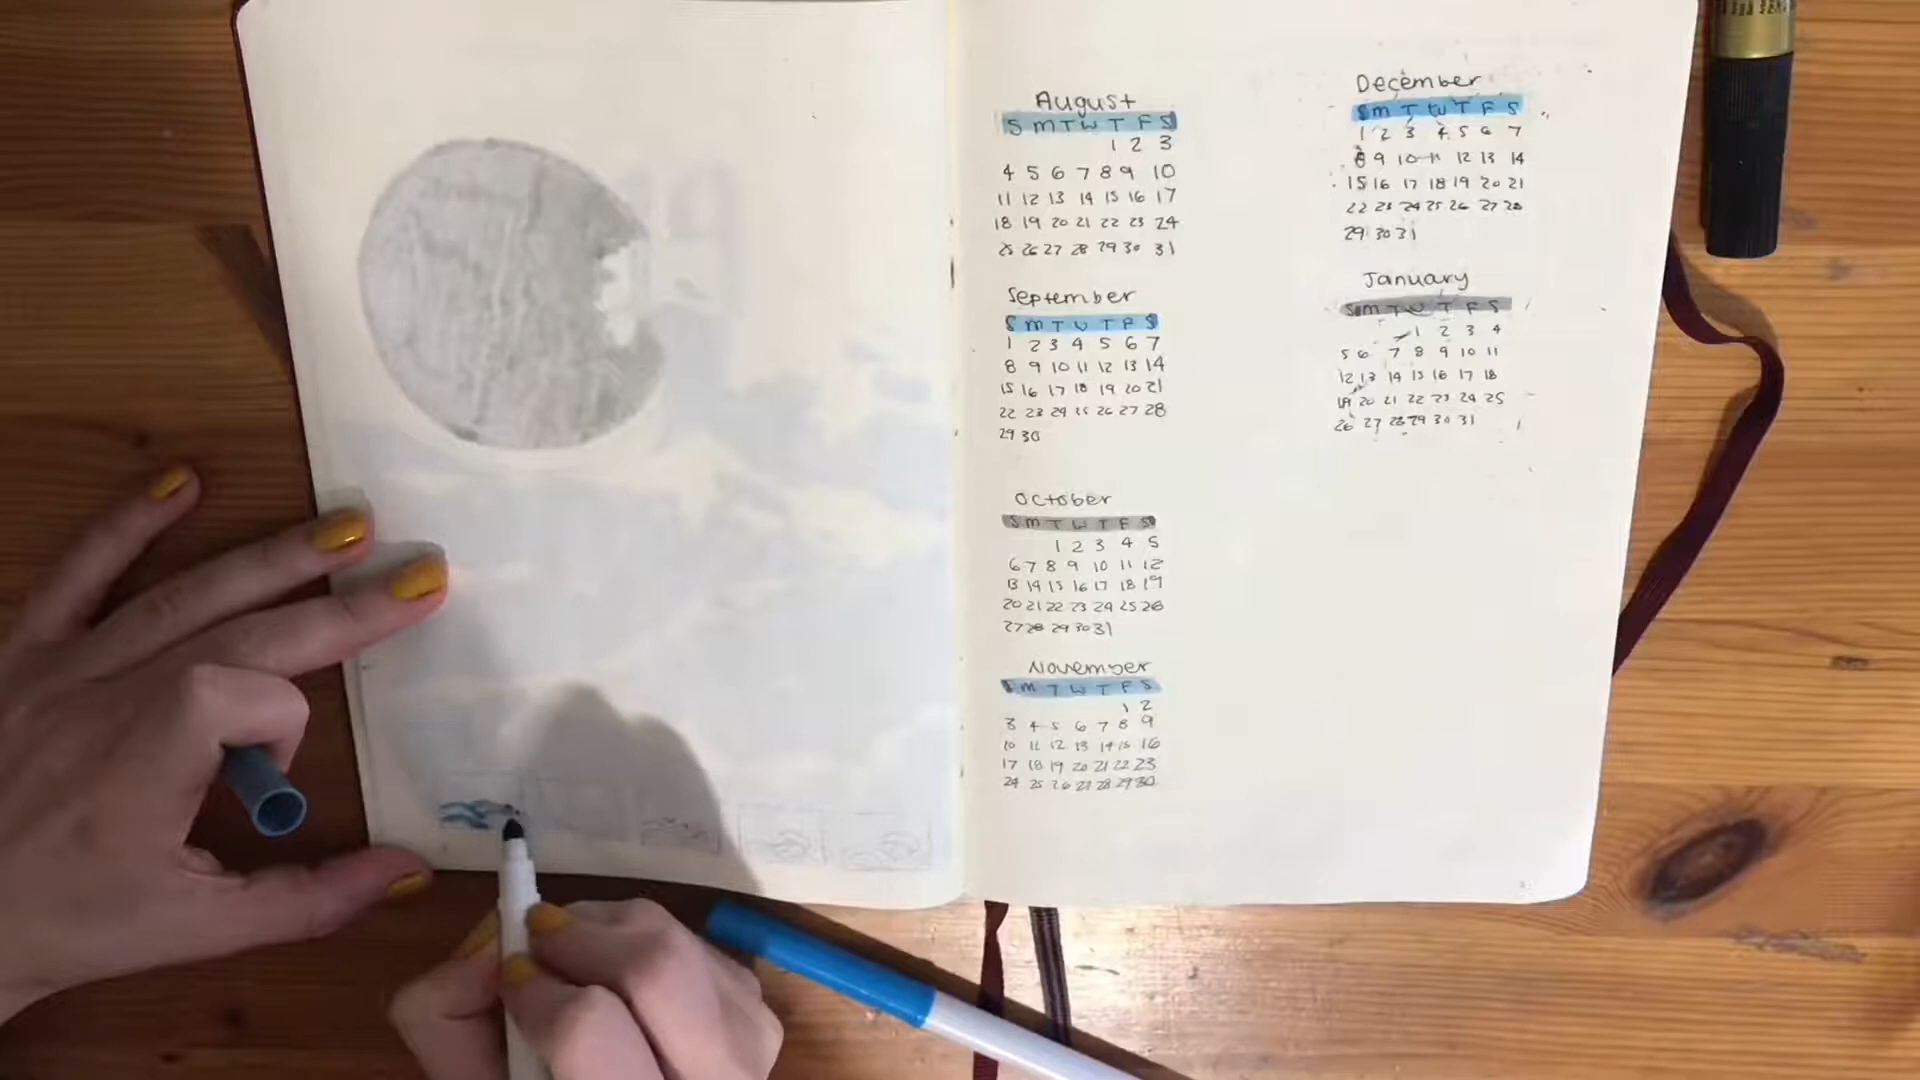 August
S M T W T F S
1 2 3
4 5 6 7 8 9 10
11 12 13 14 15 16 17
18 19 20 21 22 23 24
25 26 27 28 29 30 31
September
S M T W T F S
1 2 3 4 5 6 7
8 9 10 11 12 13 14
15 16 17 18 19 20 21
22 23 24 25 26 27 28
29 30
October
S M T W T F S
1 2 3 4 5
6 7 8 9 10 11 12
13 14 15 16 17 18 19
20 21 22 23 24 25 26
27 28 29 30 31
November
S M T W T F S
1 2
3 4 5 6 7 8 9
10 11 12 13 14 15 16
17 18 19 20 21 22 23
24 25 26 27 28 29 30
December
S M T W T F S
1 2 3 4 5 6 7
8 9 10 11 12 13 14
15 16 17 18 19 20 21
22 23 24 25 26 27 28
29 30 31
January
S M T W T F S
1 2 3 4
5 6 7 8 9 10 11
12 13 14 15 16 17 18
19 20 21 22 23 24 25
26 27 28 29 30 31